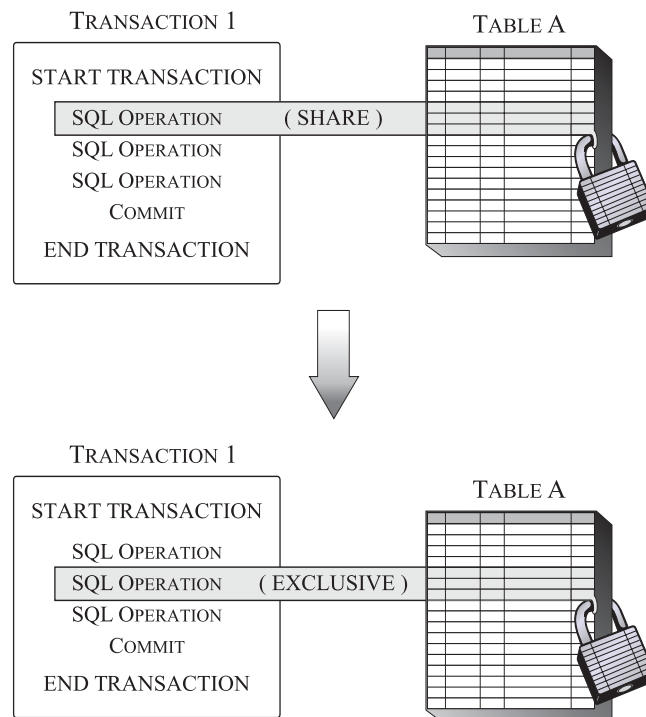 TRANSACTION 1
TABLE A
START TRANSACTION
SQL OPERATION ( SHARE )
SQL OPERATION
SQL OPERATION
COMMIT
END TRANSACTION
TRANSACTION 1
TABLE A
START TRANSACTION
SQL OPERATION
SQL OPERATION ( EXCLUSIVE )
SQL OPERATION
COMMIT
END TRANSACTION